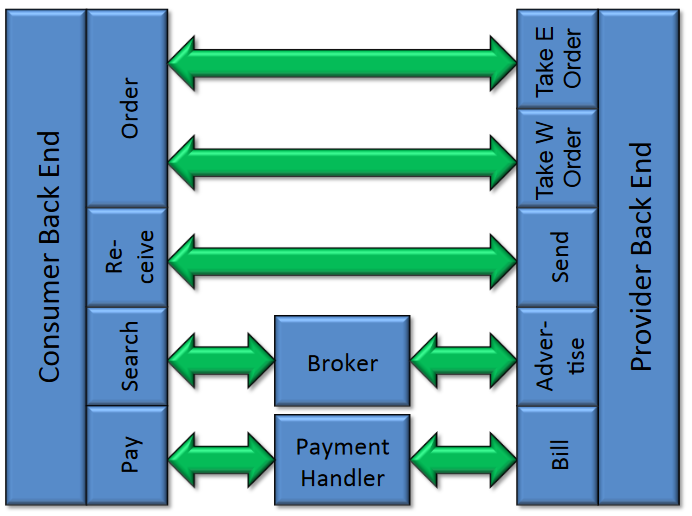 Consumer Back End
Order
Re-
ceive
Search
Pay
Broker
Payment
Handler
Take E
Order
Take W
Order
Send
Adver-
tise
Bill
Provider Back End